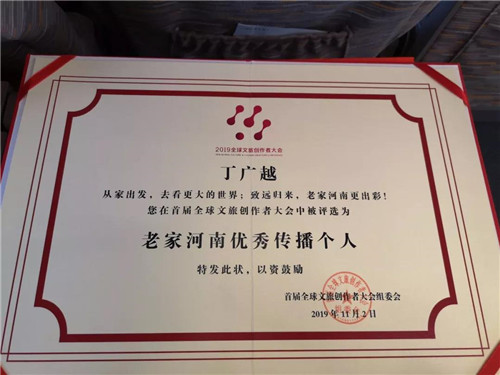 2019全球文旅创作者大会
丁广越
从家出发，去看更大的世界；致远归来，老家河南更出彩！
您在首届全球文旅创作者大会中被评选为
老家河南优秀传播个人
特发此状，以资鼓励
首届全球文旅创作者大会组委会
2019年11月2日